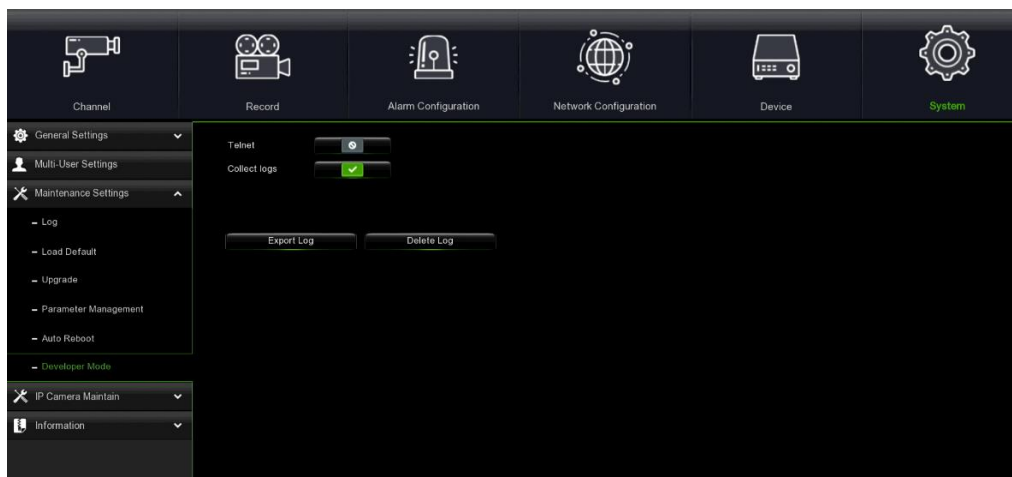 Channel
Record
Alarm Configuration
Network Configuration
Device
System
General Settings
Multi-User Settings
Maintenance Settings
Log
Load Default
Upgrade
Parameter Management
Auto Reboot
Developer Mode
IP Camera Maintain
Information
Telnet
Collect logs
Export Log
Delete Log